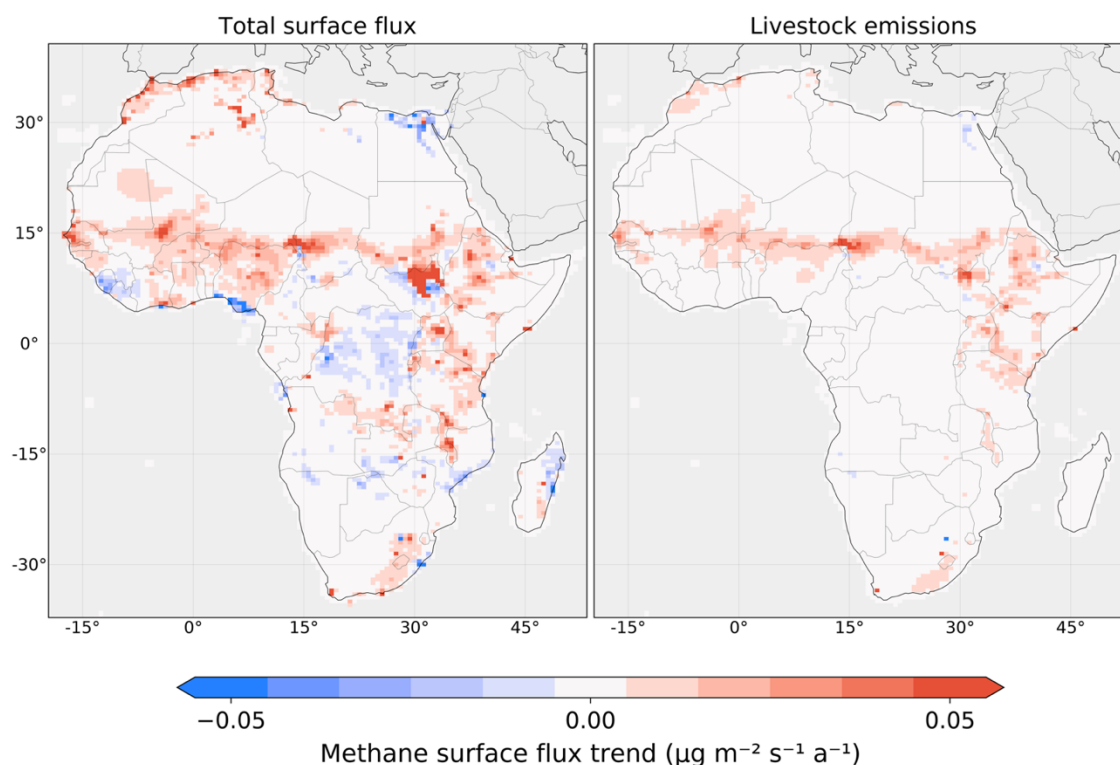 Total surface flux
Livestock emissions
30°
15°
0°
-15°
-30°
-15° 0° 15° 30° 45°
-15° 0° 15° 30° 45°
−0.05 0.00 0.05
Methane surface flux trend (μg m⁻² s⁻¹ a⁻¹)